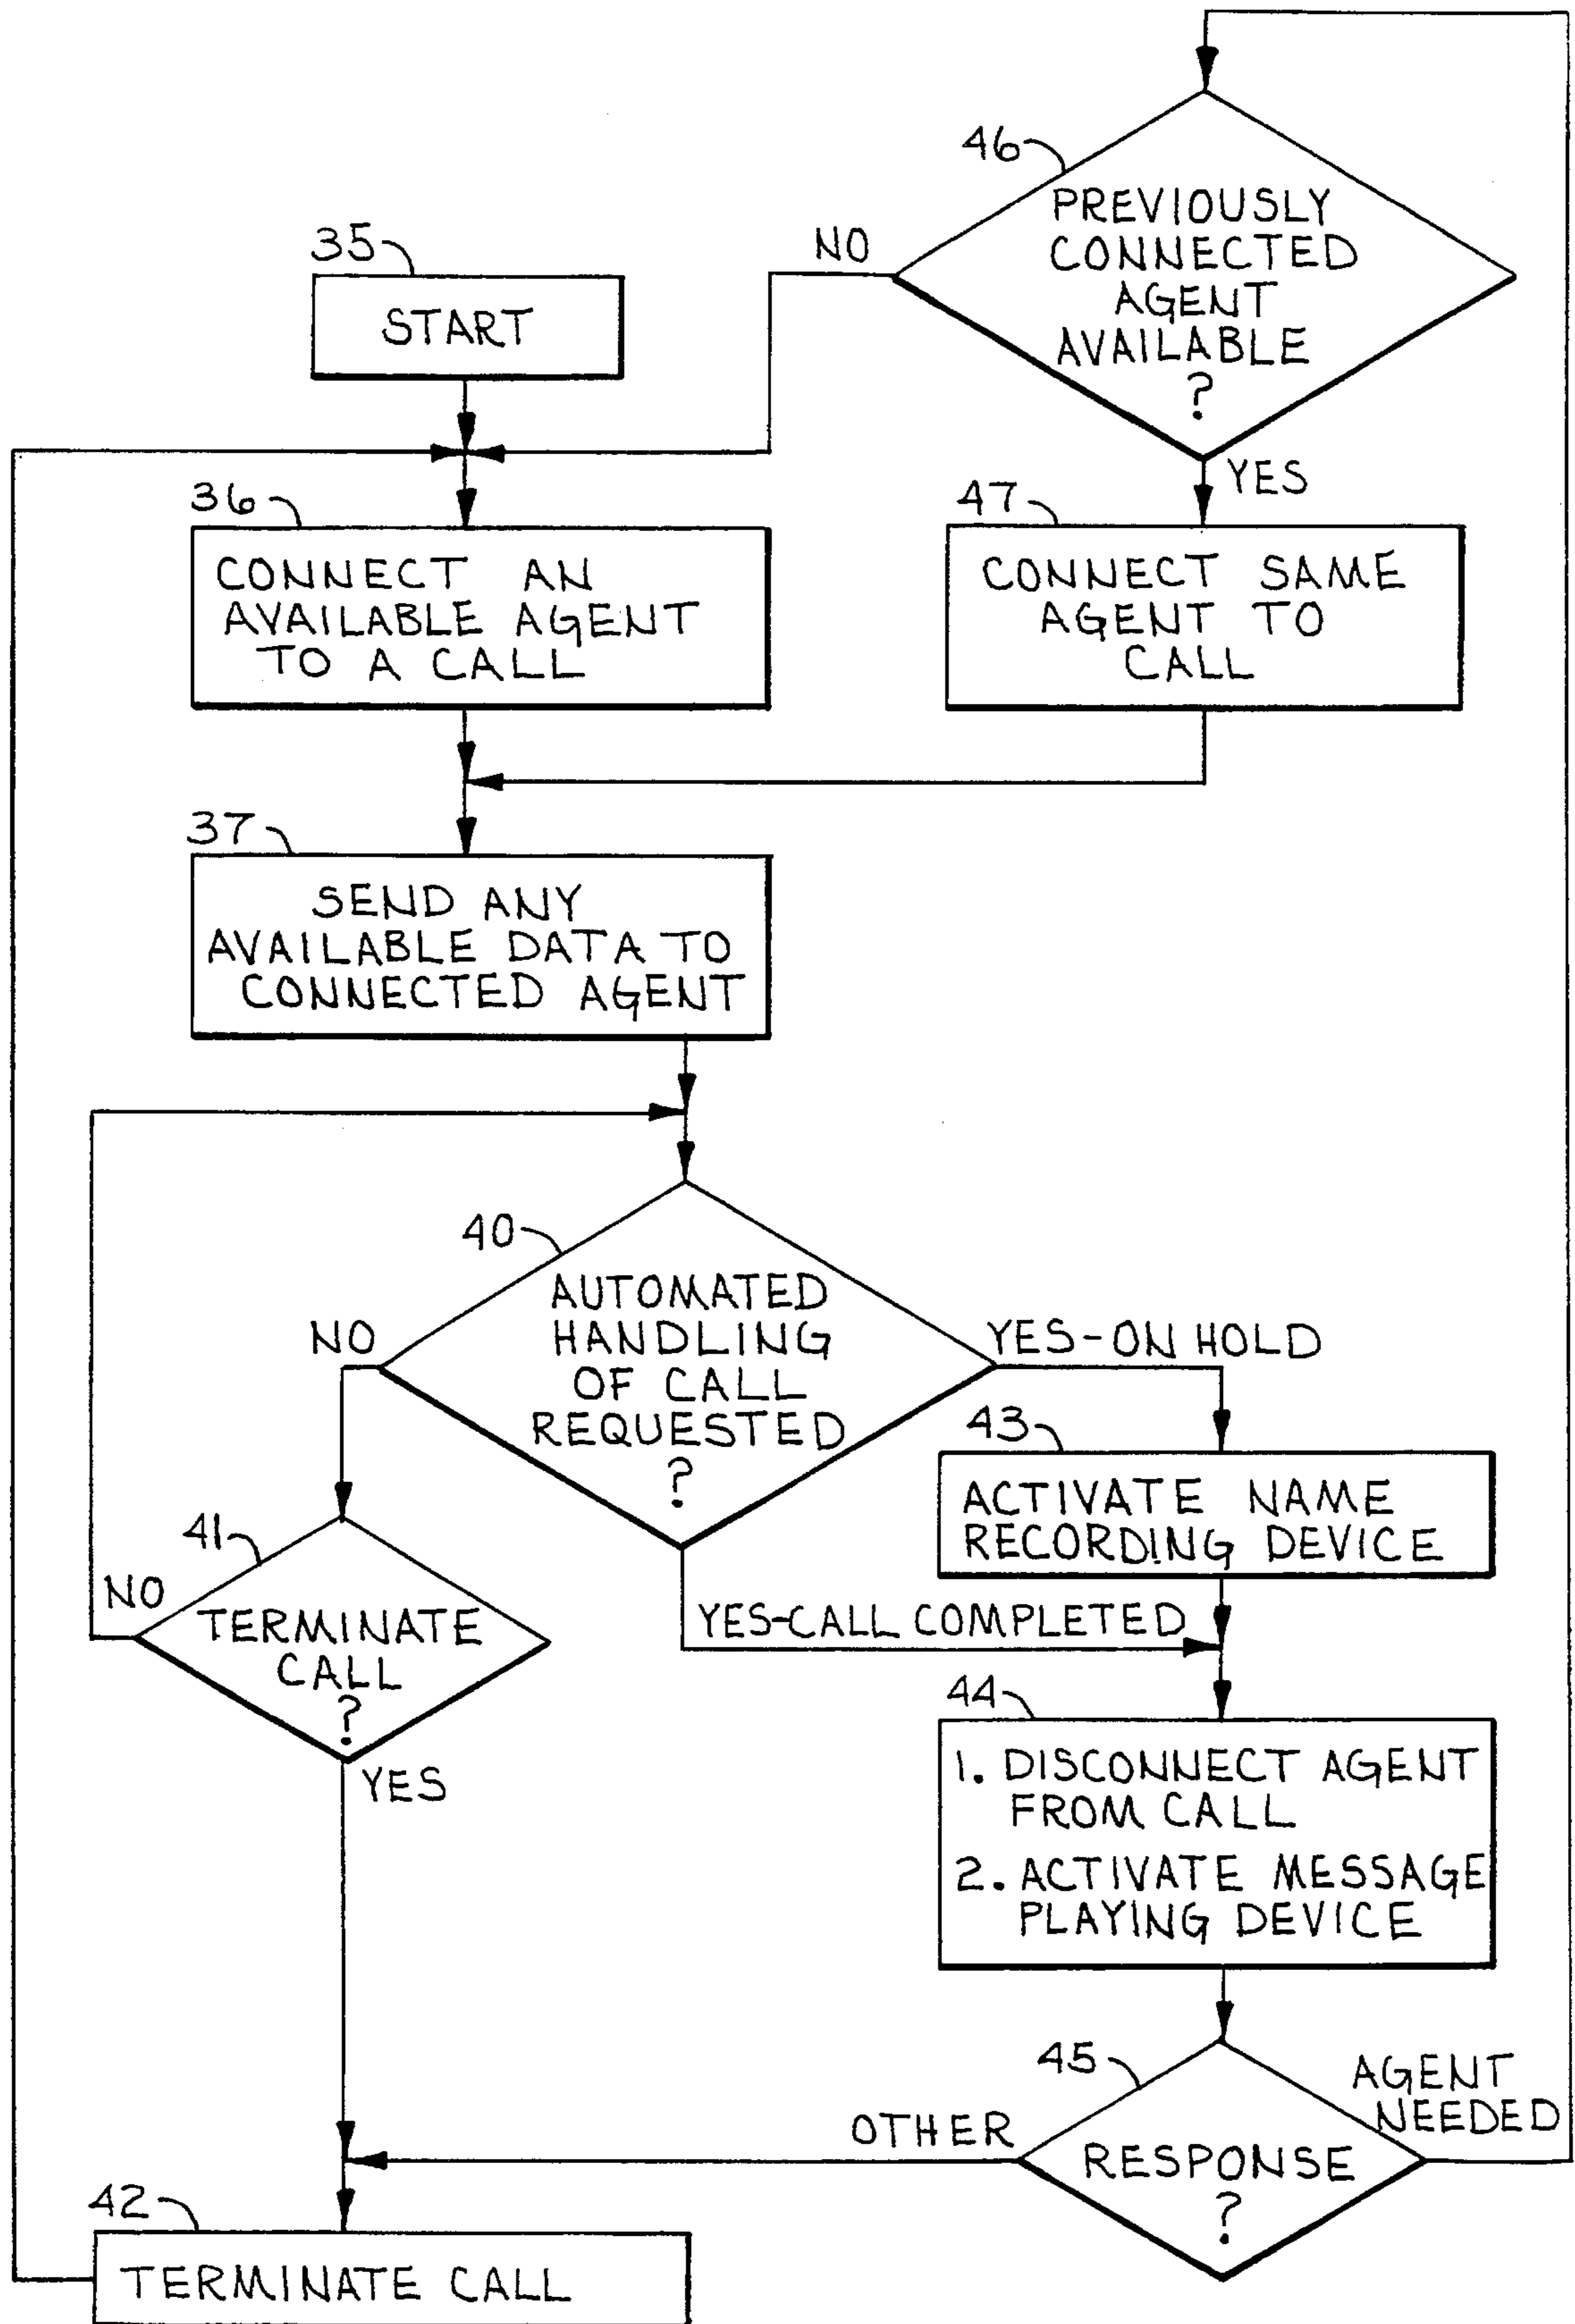 46
PREVIOUSLY
CONNECTED
AGENT
AVAILABLE
?
NO
YES
35
START
36
CONNECT AN
AVAILABLE AGENT
TO A CALL
47
CONNECT SAME
AGENT TO
CALL
37
SEND ANY
AVAILABLE DATA TO
CONNECTED AGENT
40
AUTOMATED
HANDLING
OF CALL
REQUESTED
?
NO
YES-ON HOLD
43
ACTIVATE NAME
RECORDING DEVICE
41
NO
TERMINATE
CALL
?
YES
YES-CALL COMPLETED
44
1. DISCONNECT AGENT
FROM CALL
2. ACTIVATE MESSAGE
PLAYING DEVICE
45
AGENT
NEEDED
OTHER
RESPONSE
?
42
TERMINATE CALL